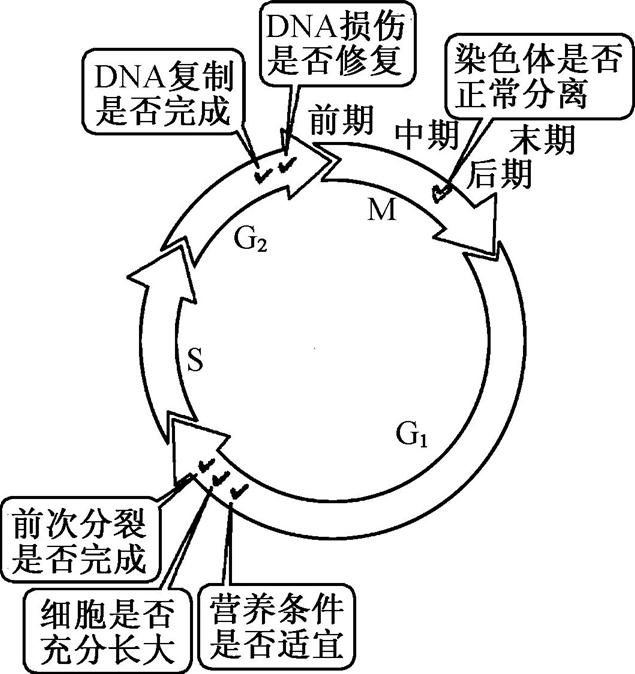 DNA损伤
是否修复
DNA复制
是否完成
染色体是否
正常分离
前期
中期
末期
后期
M
G₂
S
G₁
前次分裂
是否完成
细胞是否
充分长大
营养条件
是否适宜